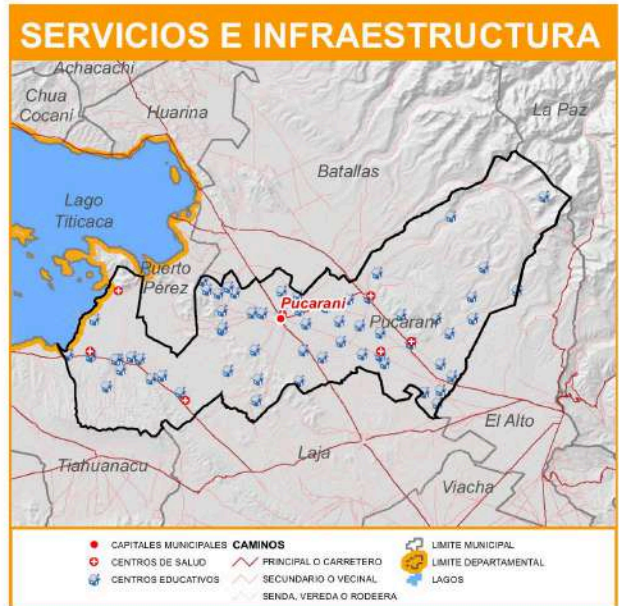 SERVICIOS E INFRAESTRUCTURA
Achacachi
Chua
Cocani
Huarina
La Paz
Batallas
Lago
Titicaca
Puerto
Pérez
Pucarani
Pucarani
El Alto
Laja
Tiahuanacu
Viacha
CAPITALES MUNICIPALES
CENTROS DE SALUD
CENTROS EDUCATIVOS
CAMINOS
PRINCIPAL O CARRETERO
SECUNDARIO O VECINAL
SENDA, VEREDA O RODEERA
LIMITE MUNICIPAL
LIMITE DEPARTAMENTAL
LAGOS